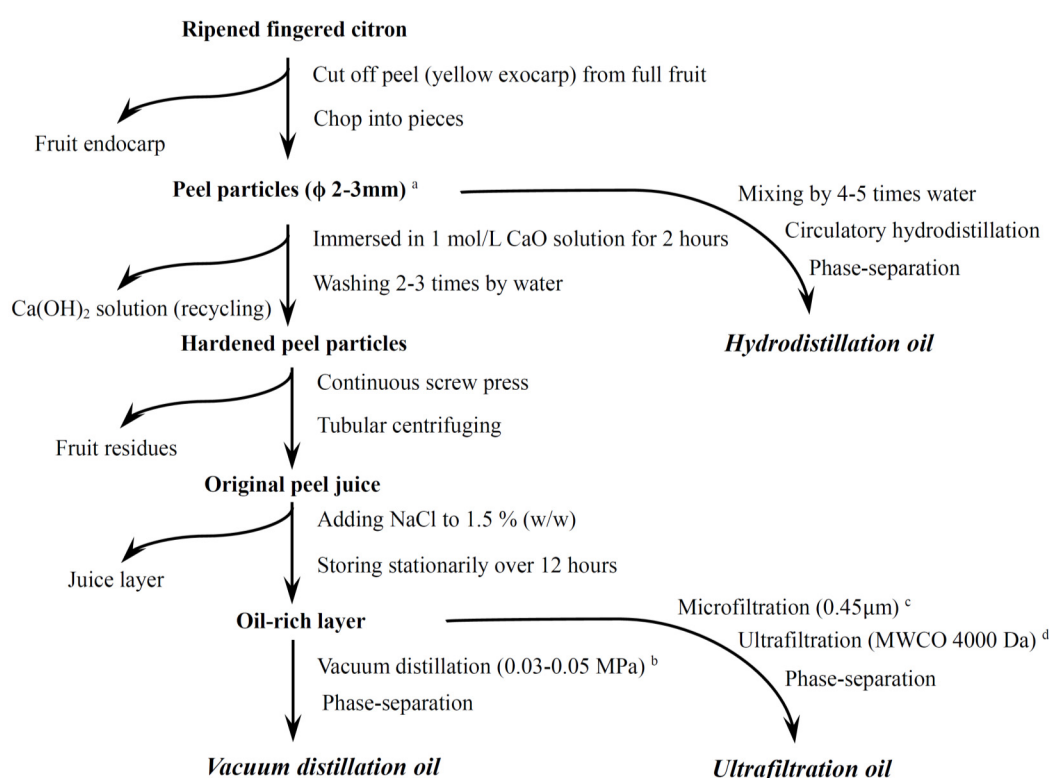 Ripened fingered citron
Cut off peel (yellow exocarp) from full fruit
Chop into pieces
Fruit endocarp
Peel particles (ϕ 2-3mm) ᵃ
Mixing by 4-5 times water
Circulatory hydrodistillation
Phase-separation
Immersed in 1 mol/L CaO solution for 2 hours
Washing 2-3 times by water
Ca(OH)₂ solution (recycling)
Hardened peel particles
Hydrodistillation oil
Continuous screw press
Tubular centrifuging
Fruit residues
Original peel juice
Adding NaCl to 1.5 % (w/w)
Storing stationarily over 12 hours
Juice layer
Oil-rich layer
Microfiltration (0.45μm) ᶜ
Ultrafiltration (MWCO 4000 Da) ᵈ
Phase-separation
Vacuum distillation (0.03-0.05 MPa) ᵇ
Phase-separation
Vacuum distillation oil
Ultrafiltration oil